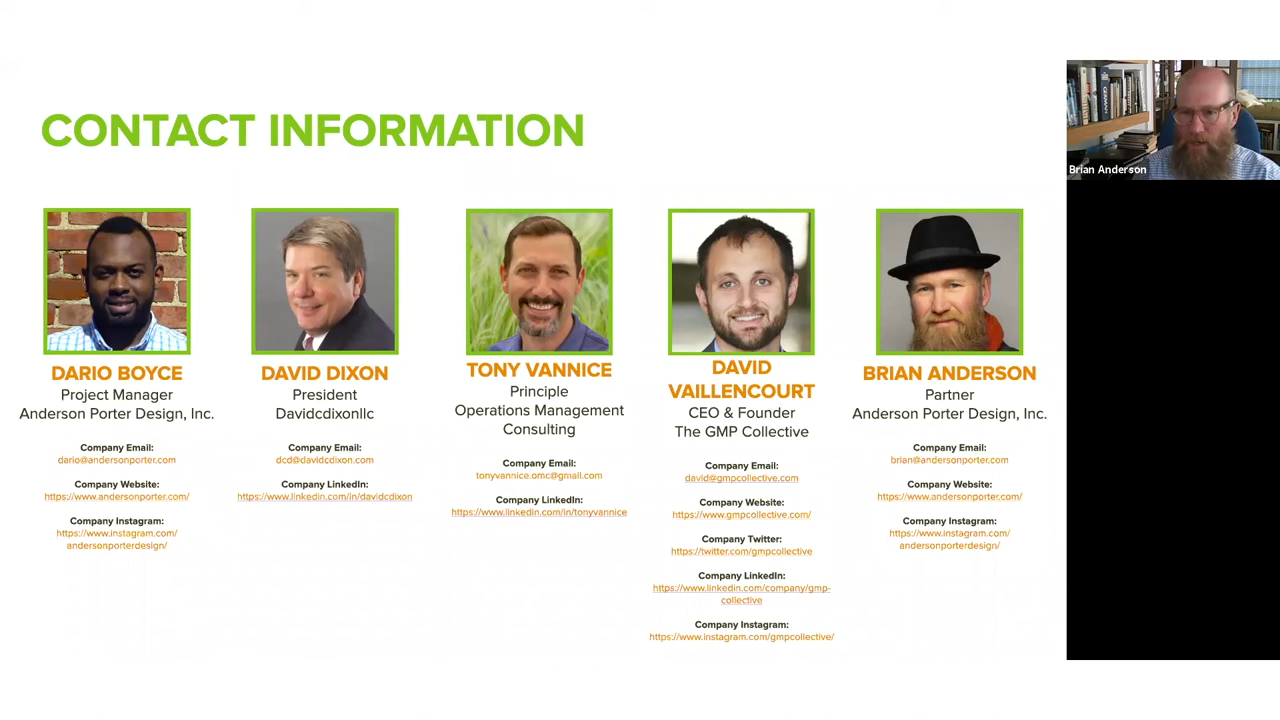 CONTACT INFORMATION
Brian Anderson
DARIO BOYCE
Project Manager
Anderson Porter Design, Inc.
Company Email:
dario@andersonporter.com
Company Website:
https://www.andersonporter.com/
Company Instagram:
https://www.instagram.com/
andersonporterdesign/
DAVID DIXON
President
Davidcdixonllc
Company Email:
dcd@davidcdixon.com
Company LinkedIn:
https://www.linkedin.com/in/davidcdixon
TONY VANNICE
Principle
Operations Management
Consulting
Company Email:
tonyvannice.omc@gmail.com
Company LinkedIn:
https://www.linkedin.com/in/tonyvannice
DAVID
VAILLENCOURT
CEO & Founder
The GMP Collective
Company Email:
david@gmpcollective.com
Company Website:
https://www.gmpcollective.com/
Company Twitter:
https://twitter.com/gmpcollective
Company LinkedIn:
https://www.linkedin.com/company/gmp-
collective
Company Instagram:
https://www.instagram.com/gmpcollective/
BRIAN ANDERSON
Partner
Anderson Porter Design, Inc.
Company Email:
brian@andersonporter.com
Company Website:
https://www.andersonporter.com/
Company Instagram:
https://www.instagram.com/
andersonporterdesign/